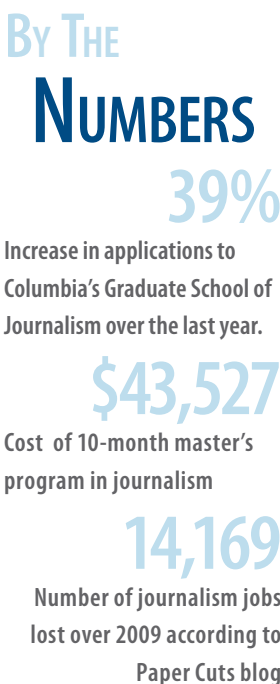 By The
Numbers
39%
Increase in applications to
Columbia's Graduate School of
Journalism over the last year.
$43,527
Cost of 10-month master's
program in journalism
14,169
Number of journalism jobs
lost over 2009 according to
Paper Cuts blog